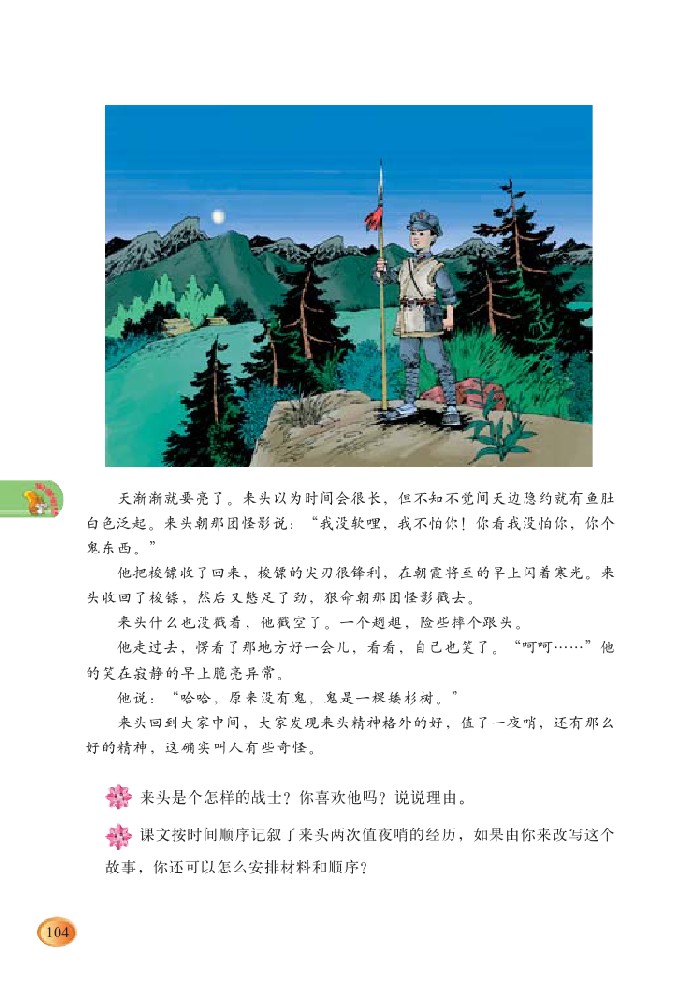 天渐渐就要亮了。来头以为时间会很长，但不知不觉间天边隐约就有鱼肚
白色泛起。来头朝那团怪影说：“我没软哩，我不怕你！你看我没怕你，你个
鬼东西。”
他把梭镖收了回来，梭镖的尖刃很锋利，在朝霞将至的早上闪着寒光。来
头收回了梭镖，然后又憋足了劲，狠命朝那团怪影戳去。
来头什么也没戳着，他戳空了。一个趔趄，险些摔个跟头。
他走过去，愣看了那地方好一会儿，看看，自己也笑了。“呵呵……”他
的笑在寂静的早上脆亮异常。
他说：“哈哈，原来没有鬼，鬼是一棵矮杉树。”
来头回到大家中间，大家发现来头精神格外的好，值了一夜哨，还有那么
好的精神，这确实叫人有些奇怪。
来头是个怎样的战士？你喜欢他吗？说说理由。
课文按时间顺序记叙了来头两次值夜哨的经历，如果由你来改写这个
故事，你还可以怎么安排材料和顺序？
104